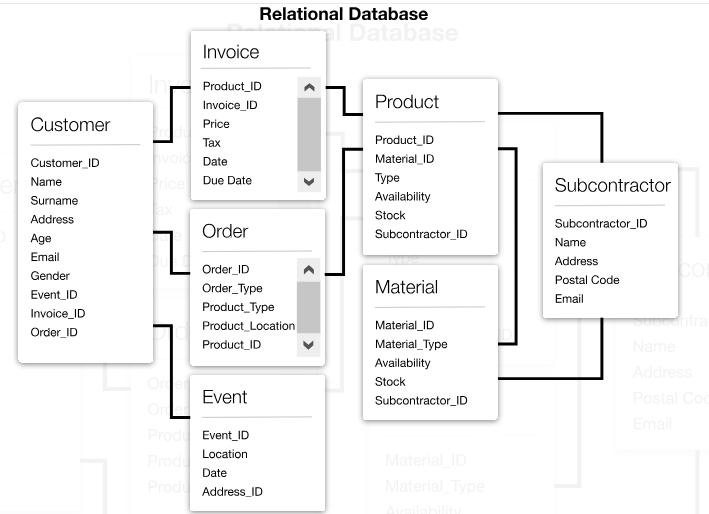 Relational Database
Invoice
Product_ID
Invoice_ID
Price
Tax
Date
Due Date
Customer
Customer_ID
Name
Surname
Address
Age
Email
Gender
Event_ID
Invoice_ID
Order_ID
Order
Order_ID
Order_Type
Product_Type
Product_Location
Product_ID
Event
Event_ID
Location
Date
Address_ID
Product
Product_ID
Material_ID
Type
Availability
Stock
Subcontractor_ID
Material
Material_ID
Material_Type
Availability
Stock
Subcontractor_ID
Subcontractor
Subcontractor_ID
Name
Address
Postal Code
Email